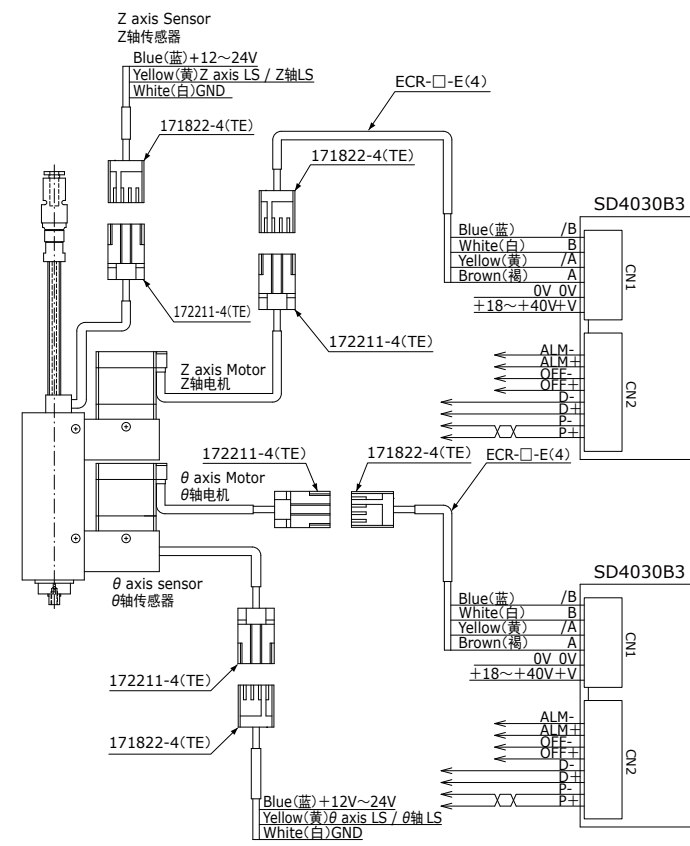 Z axis Sensor
Z轴传感器
Blue(蓝)+12～24V
Yellow(黄)Z axis LS / Z轴LS
White(白)GND
171822-4(TE)
ECR-□-E(4)
171822-4(TE)
SD4030B3
Blue(蓝) /B
White(白) B
Yellow(黄) /A
Brown(褐) A
0V 0V
+18～+40V+V
CN1
172211-4(TE)
172211-4(TE)
ALM-
ALM+
OFF-
OFF+
D-
D+
P-
P+
CN2
Z axis Motor
Z轴电机
172211-4(TE)
171822-4(TE)
ECR-□-E(4)
θ axis Motor
θ轴电机
θ axis sensor
θ轴传感器
SD4030B3
Blue(蓝) /B
White(白) B
Yellow(黄) /A
Brown(褐) A
0V 0V
+18～+40V+V
CN1
172211-4(TE)
171822-4(TE)
ALM-
ALM+
OFF-
OFF+
D-
D+
P-
P+
CN2
Blue(蓝)+12V～24V
Yellow(黄)θ axis LS / θ轴 LS
White(白)GND